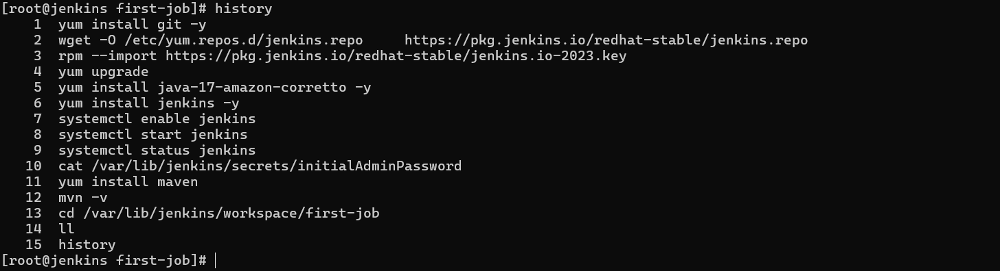 [root@jenkins first-job]# history
    1  yum install git -y
    2  wget -O /etc/yum.repos.d/jenkins.repo     https://pkg.jenkins.io/redhat-stable/jenkins.repo
    3  rpm --import https://pkg.jenkins.io/redhat-stable/jenkins.io-2023.key
    4  yum upgrade
    5  yum install java-17-amazon-corretto -y
    6  yum install jenkins -y
    7  systemctl enable jenkins
    8  systemctl start jenkins
    9  systemctl status jenkins
   10  cat /var/lib/jenkins/secrets/initialAdminPassword
   11  yum install maven
   12  mvn -v
   13  cd /var/lib/jenkins/workspace/first-job
   14  ll
   15  history
[root@jenkins first-job]#